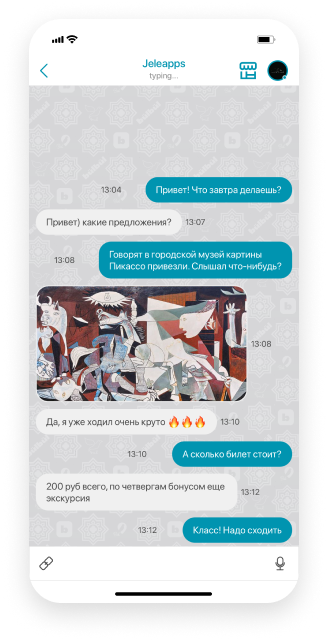 Jeleapps
typing...
13:04
Привет! Что завтра делаешь?
Привет) какие предложения?
13:07
Говорят в городской музей картины
Пикассо привезли. Слышал что-нибудь?
13:08
13:08
Да, я уже ходил очень круто 🔥🔥🔥
13:10
А сколько билет стоит?
13:10
200 руб всего, по четвергам бонусом еще
экскурсия
13:12
Класс! Надо сходить
13:12